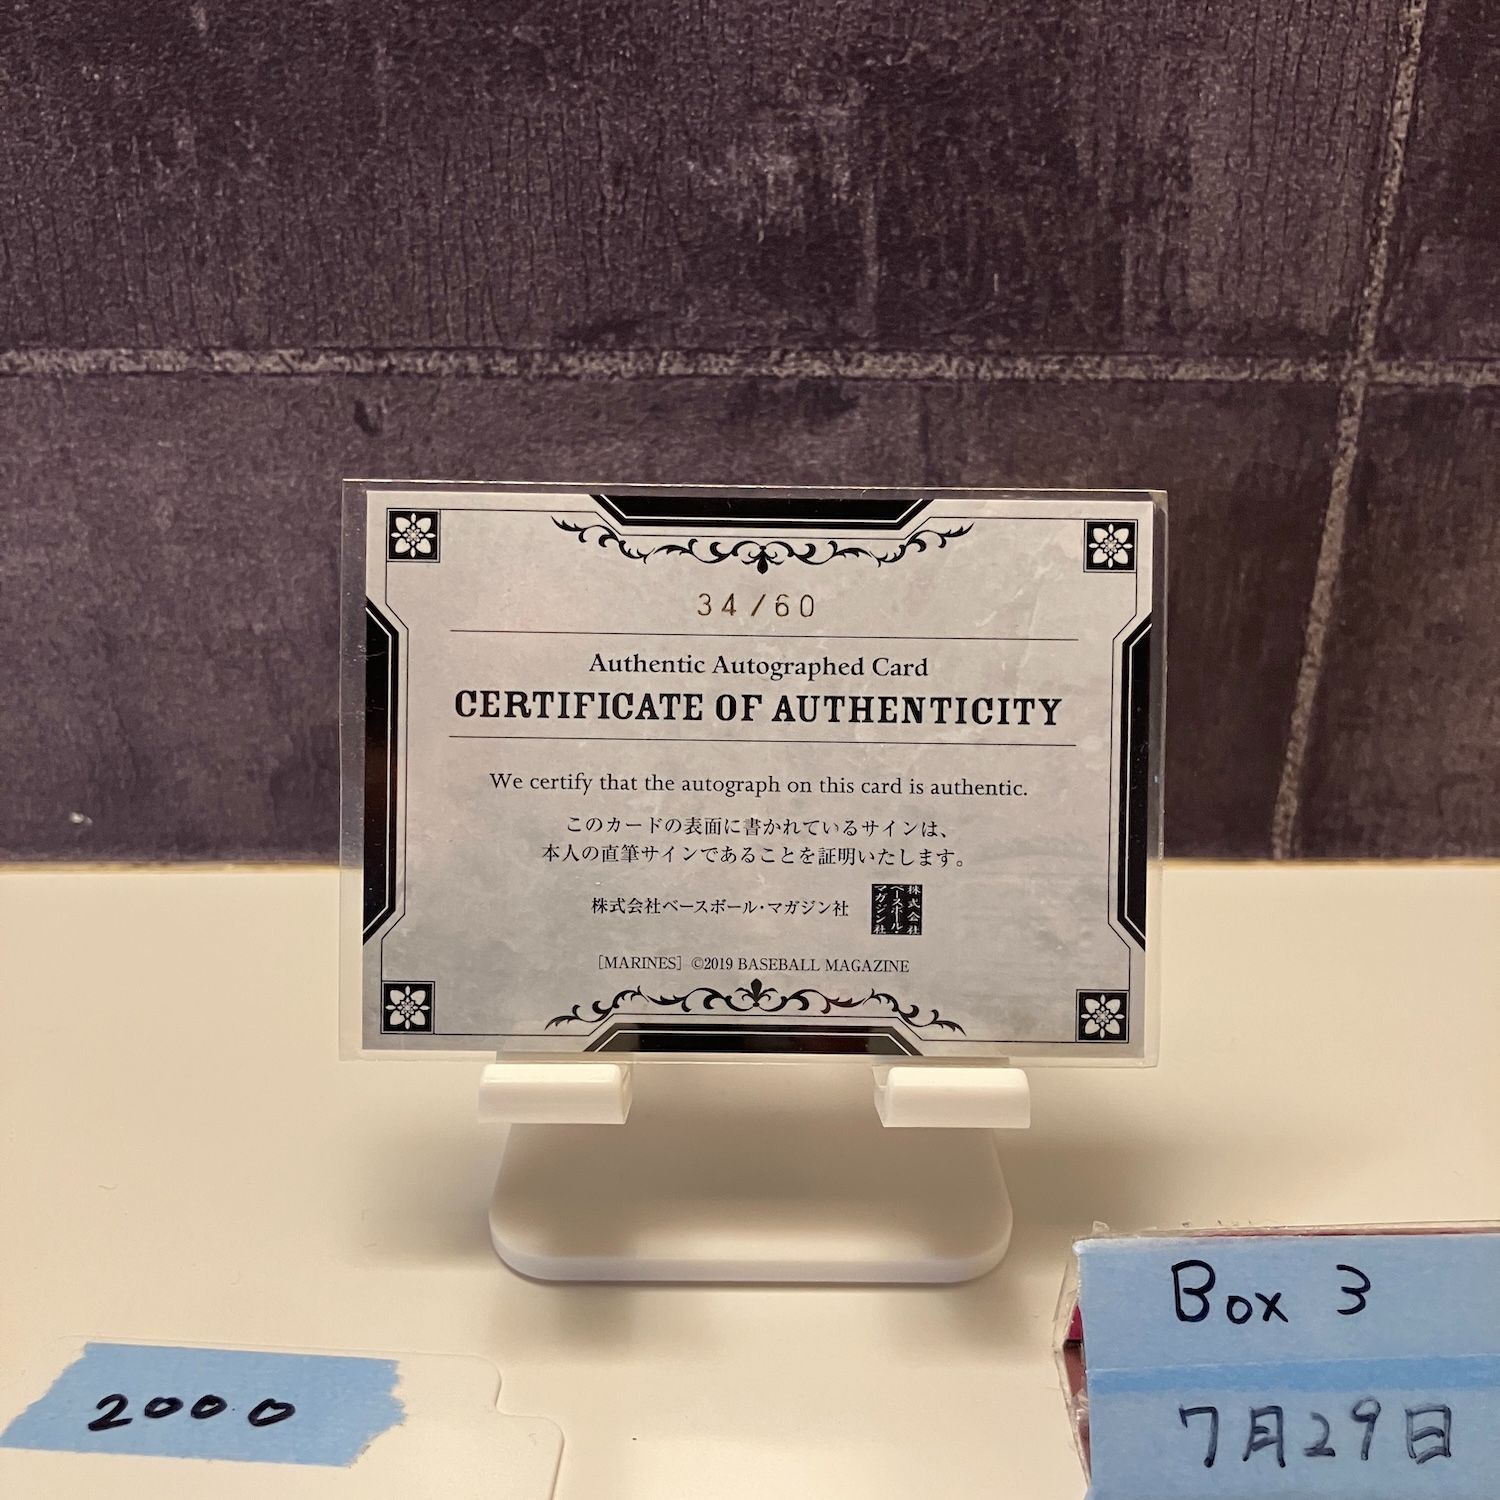 34/60
Authentic Autographed Card
CERTIFICATE OF AUTHENTICITY
We certify that the autograph on this card is authentic.
このカードの表面に書かれているサインは、
本人の直筆サインであることを証明いたします。
株式会社ベースボール・マガジン社
株式会社
ベースボール・
マガジン社
[MARINES] ©2019 BASEBALL MAGAZINE
2000
Box 3
7月29日